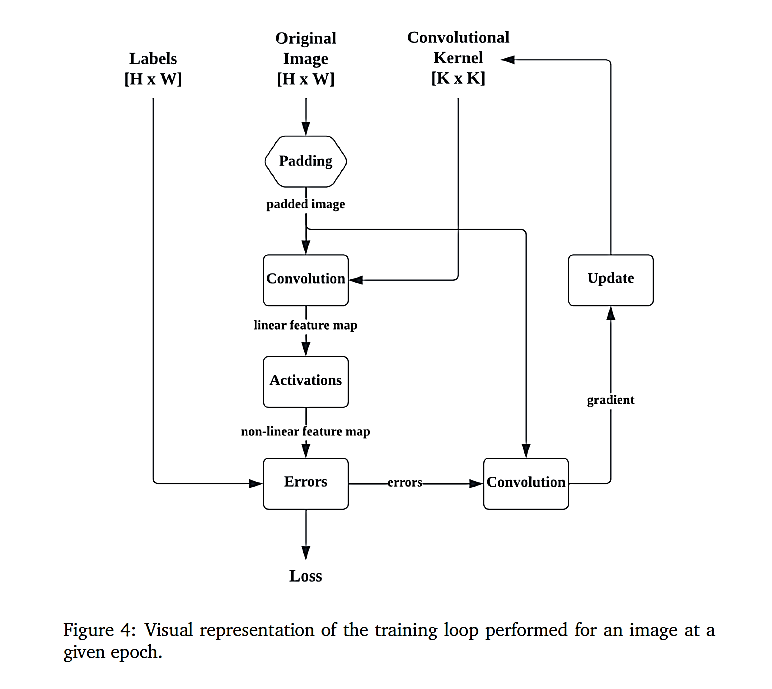 Labels
[H x W]
Original
Image
[H x W]
Convolutional
Kernel
[K x K]
Padding
padded image
Convolution
linear feature map
Activations
non-linear feature map
Errors
errors
Convolution
gradient
Update
Loss
Figure 4: Visual representation of the training loop performed for an image at a
given epoch.